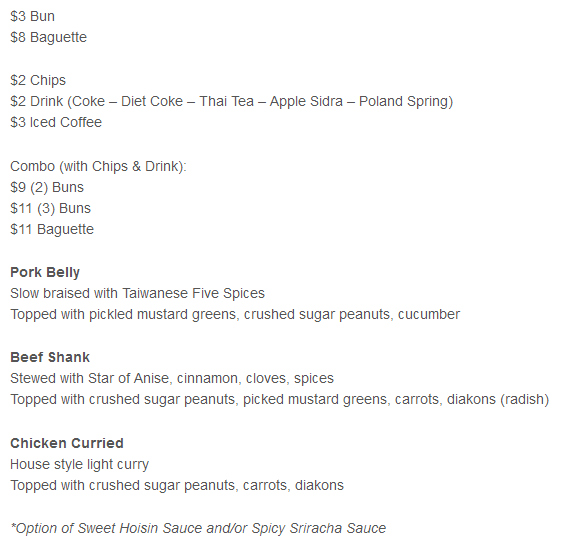 $3 Bun
$8 Baguette
$2 Chips
$2 Drink (Coke – Diet Coke – Thai Tea – Apple Sidra – Poland Spring)
$3 Iced Coffee
Combo (with Chips & Drink):
$9 (2) Buns
$11 (3) Buns
$11 Baguette
Pork Belly
Slow braised with Taiwanese Five Spices
Topped with pickled mustard greens, crushed sugar peanuts, cucumber
Beef Shank
Stewed with Star of Anise, cinnamon, cloves, spices
Topped with crushed sugar peanuts, picked mustard greens, carrots, diakons (radish)
Chicken Curried
House style light curry
Topped with crushed sugar peanuts, carrots, diakons
*Option of Sweet Hoisin Sauce and/or Spicy Sriracha Sauce